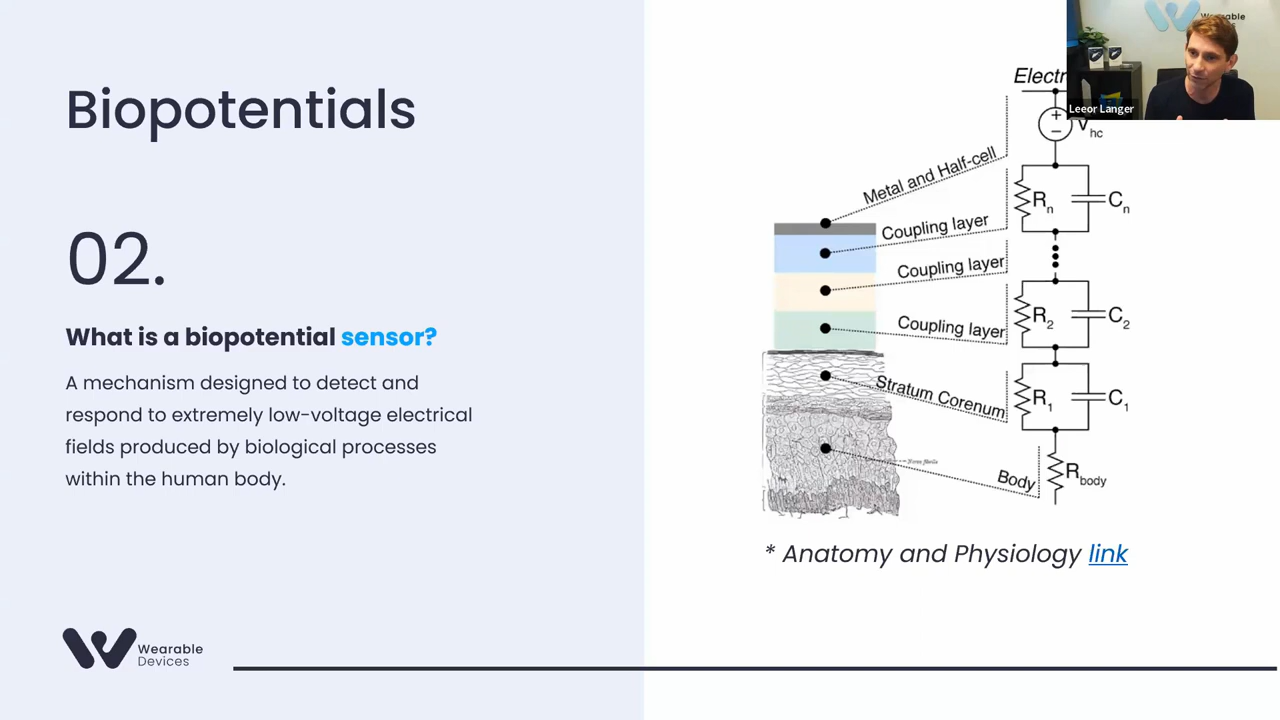 Biopotentials
02.
What is a biopotential sensor?
A mechanism designed to detect and
respond to extremely low-voltage electrical
fields produced by biological processes
within the human body.
Wearable
Devices
Leeor Langer
V hc
Metal and Half-cell
Rn
Cn
Coupling layer
Coupling layer
R2
C2
Coupling layer
Stratum Corenum
R1
C1
Body
Rbody
* Anatomy and Physiology link